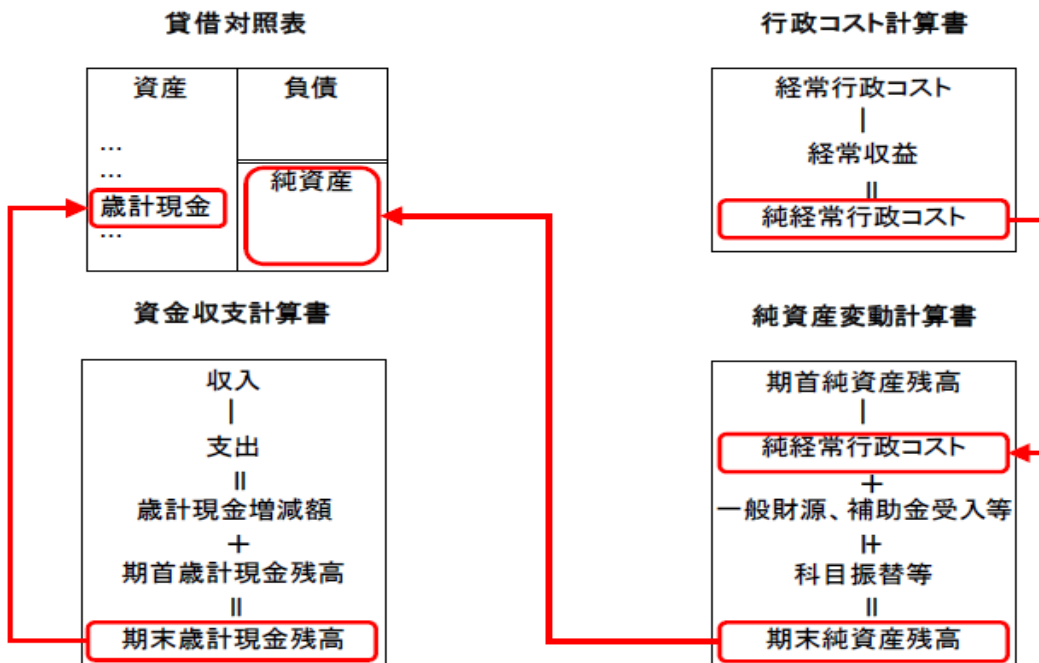 貸借対照表
資産
負債
…
…
歳計現金
…
純資産
行政コスト計算書
経常行政コスト
－
経常収益
＝
純経常行政コスト
資金収支計算書
収入
－
支出
＝
歳計現金増減額
＋
期首歳計現金残高
＝
期末歳計現金残高
純資産変動計算書
期首純資産残高
－
純経常行政コスト
＋
一般財源、補助金受入等
±
科目振替等
＝
期末純資産残高